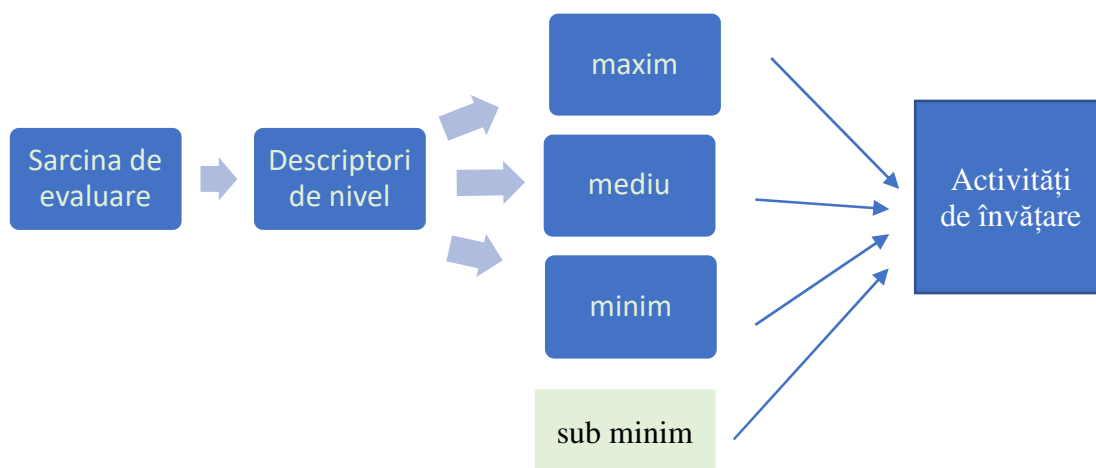 Sarcina de
evaluare
Descriptori
de nivel
maxim
mediu
minim
sub minim
Activități
de învățare